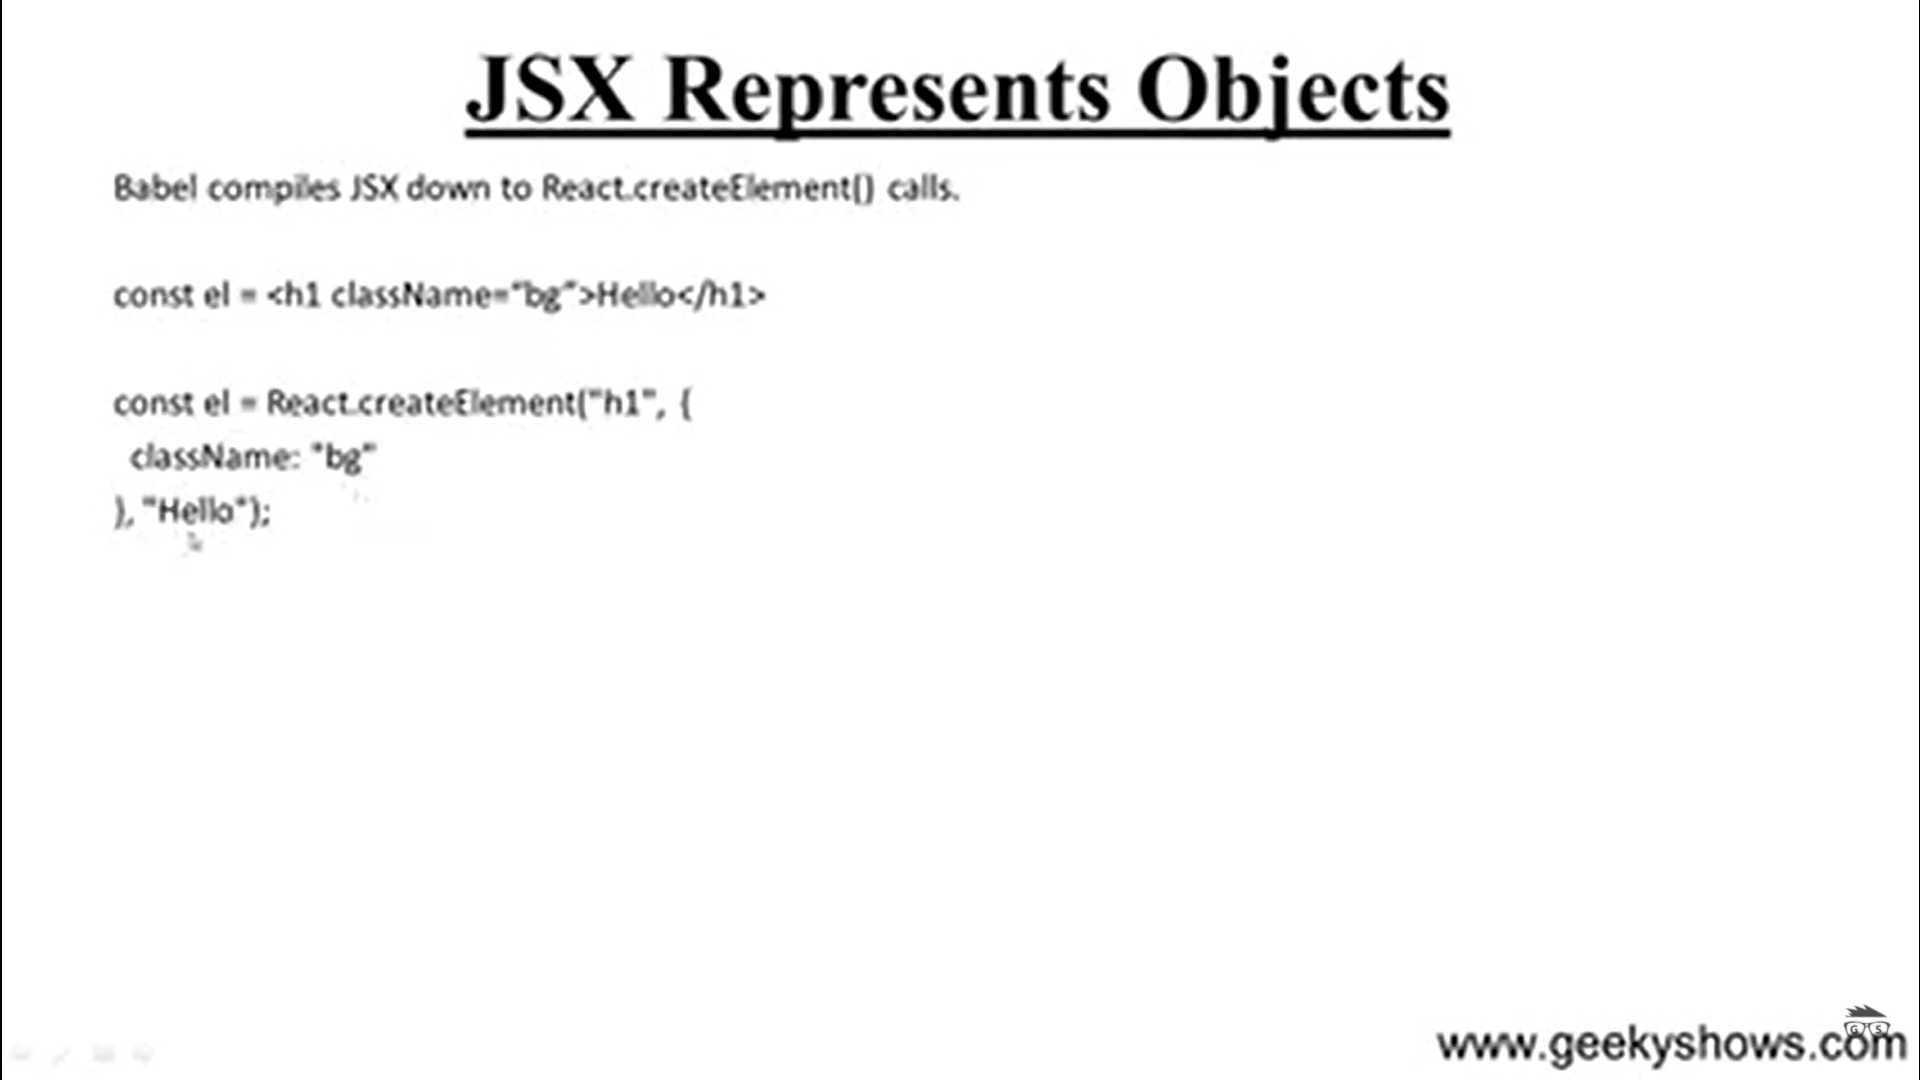 JSX Represents Objects
Babel compiles JSX down to React.createElement() calls.
const el = <h1 className="bg">Hello</h1>
const el = React.createElement("h1", {
className: "bg"
}, "Hello");
G S
www.geekyshows.com